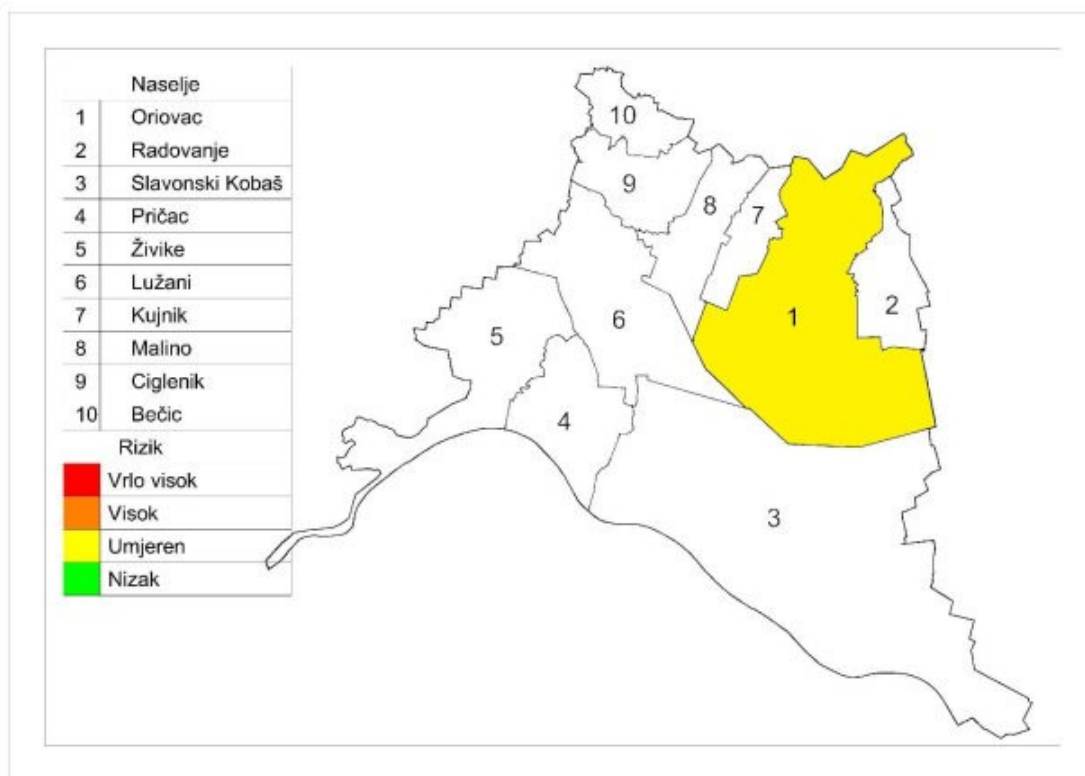 Naselje
1 Oriovac
2 Radovanje
3 Slavonski Kobaš
4 Pričac
5 Živike
6 Lužani
7 Kujnik
8 Malino
9 Ciglenik
10 Bečic
Rizik
Vrlo visok
Visok
Umjeren
Nizak
10
9
8
7
1
2
6
5
4
3